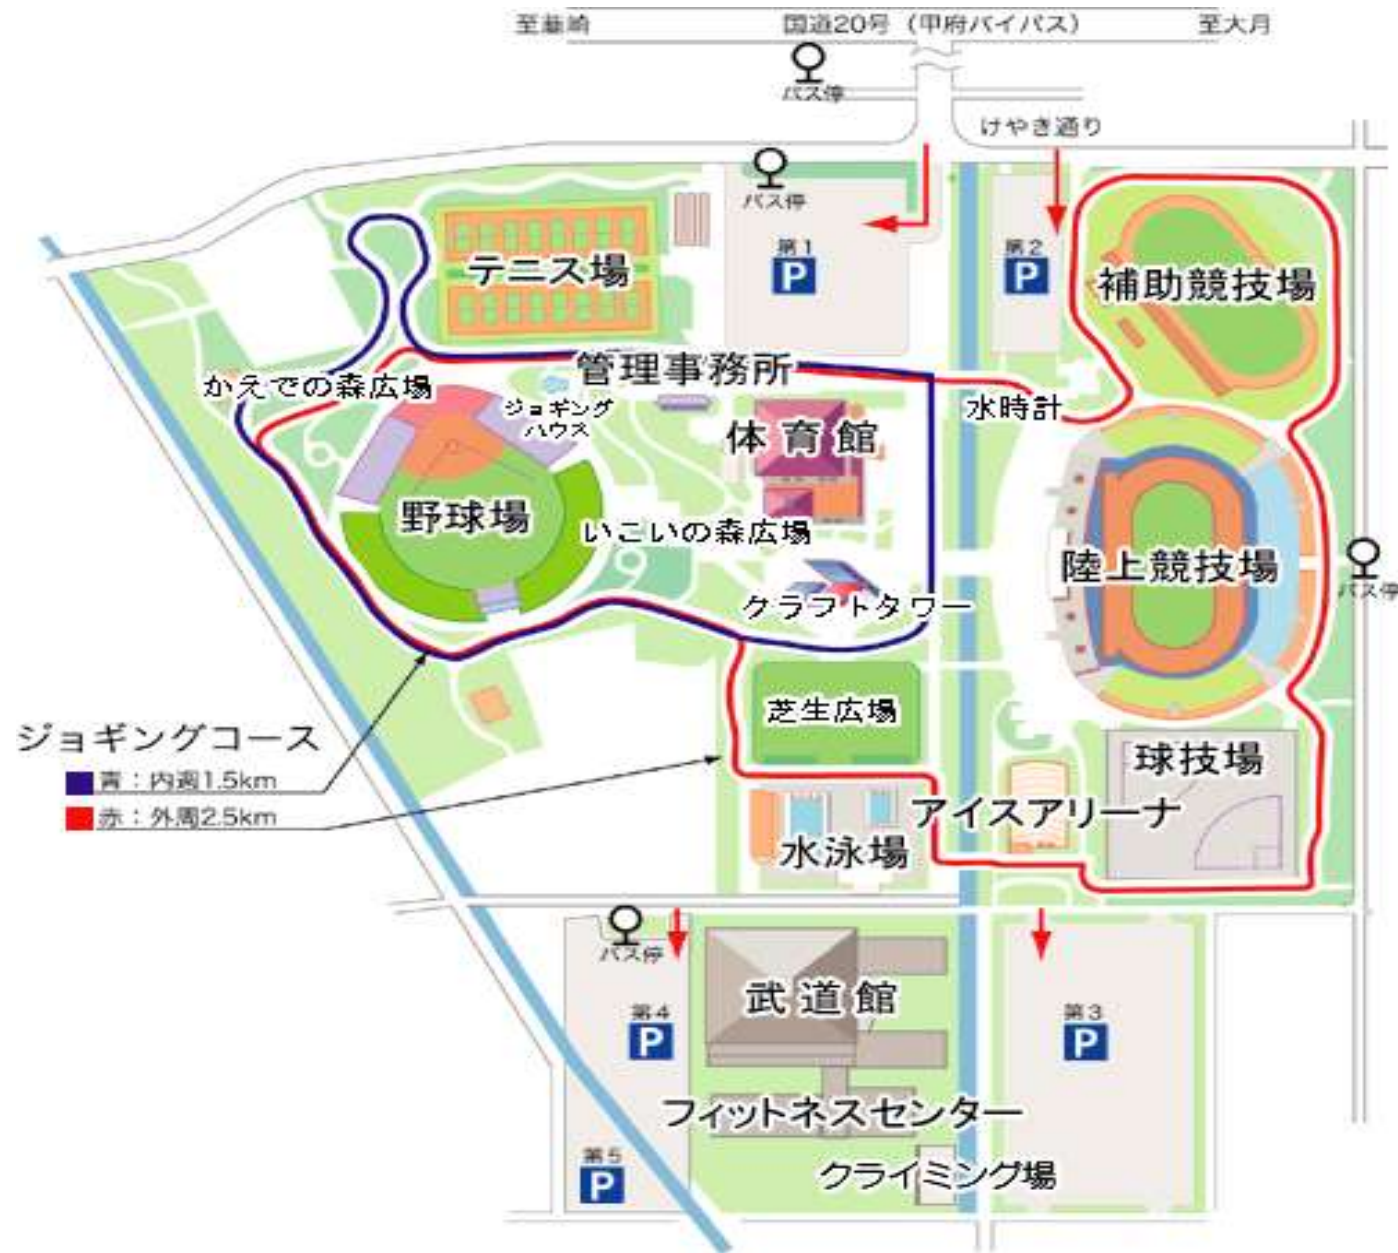 至韮崎
国道20号（甲府バイパス）
至大月
バス停
けやき通り
バス停
第1
P
第2
P
テニス場
補助競技場
管理事務所
かえでの森広場
ジョギング
ハウス
水時計
体育館
野球場
いこいの森広場
陸上競技場
バス停
クラフトタワー
芝生広場
ジョギングコース
青：内週1.5km
赤：外周2.5km
球技場
アイスアリーナ
水泳場
バス停
武道館
第4
P
第3
P
フィットネスセンター
第5
P
クライミング場